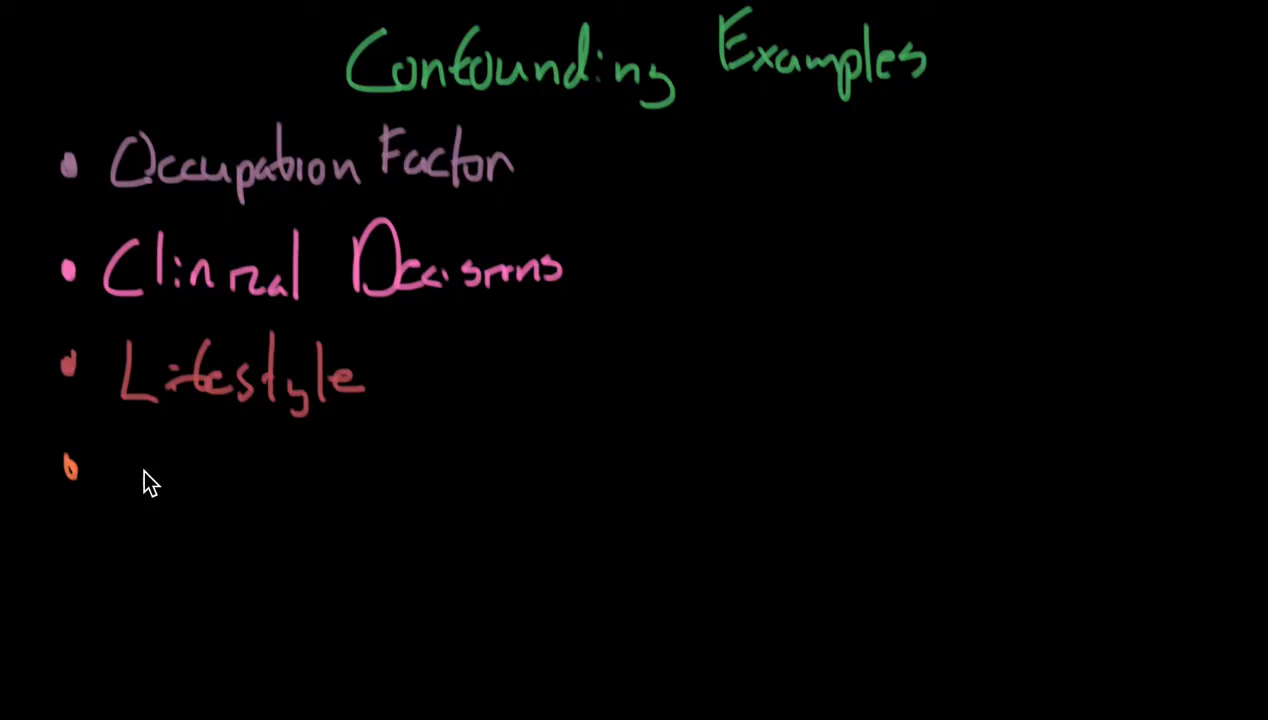 Confounding Examples
• Occupation Factor
• Clinical Decisions
• Lifestyle
•